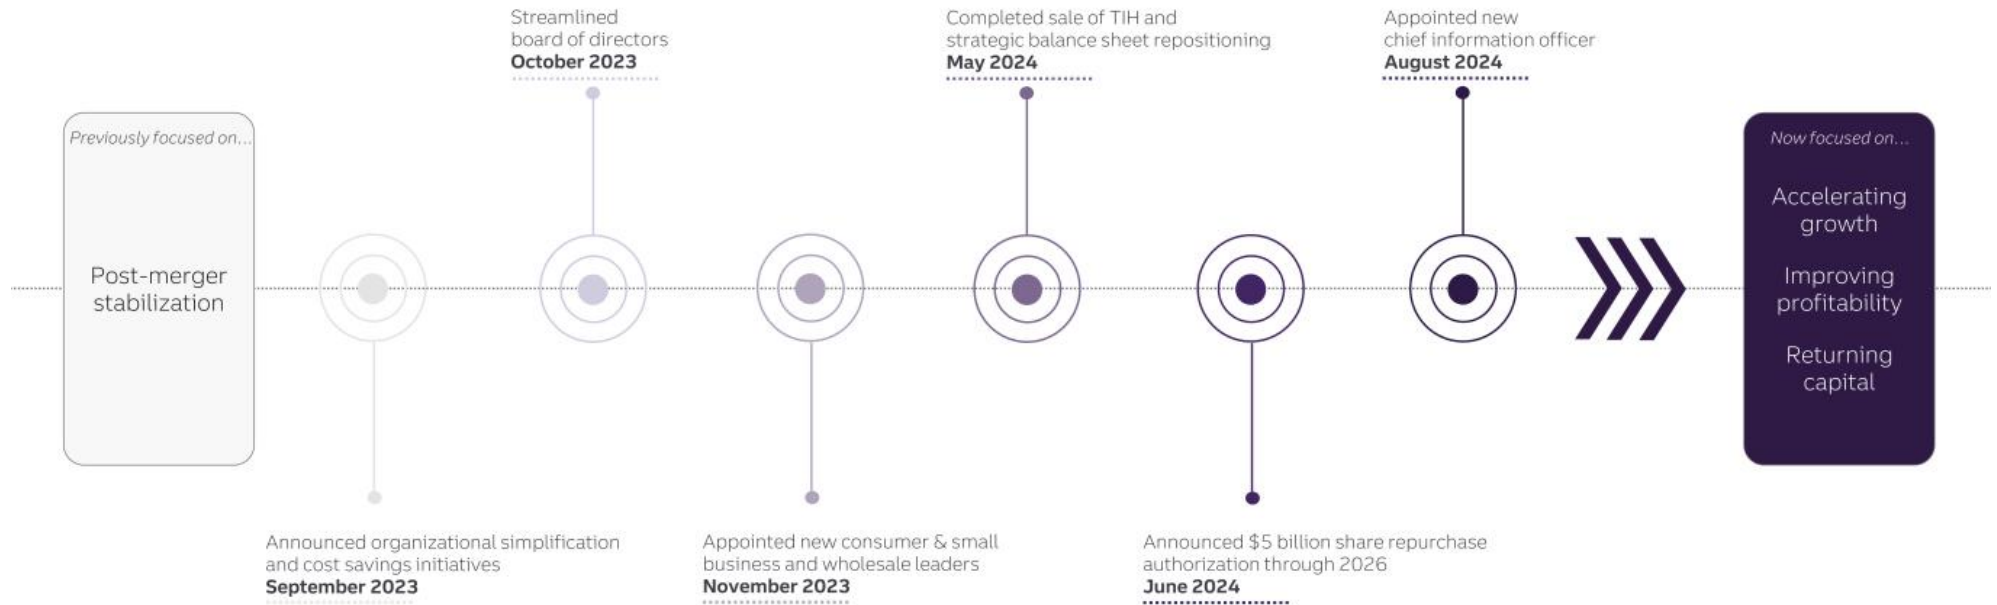 Streamlined
board of directors
October 2023
Completed sale of TIH and
strategic balance sheet repositioning
May 2024
Appointed new
chief information officer
August 2024
Previously focused on...
Post-merger
stabilization
Now focused on...
Accelerating
growth
Improving
profitability
Returning
capital
Announced organizational simplification
and cost savings initiatives
September 2023
Appointed new consumer & small
business and wholesale leaders
November 2023
Announced $5 billion share repurchase
authorization through 2026
June 2024